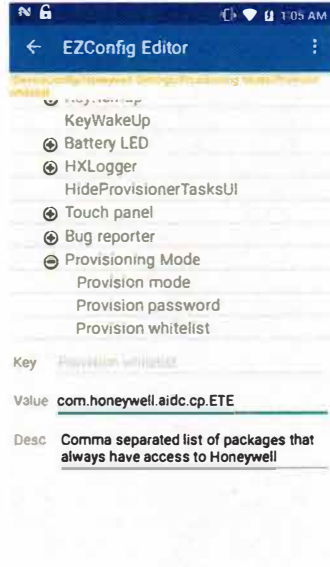 1:05 AM
EZConfig Editor
KeyWakeUp
Battery LED
HXLogger
HideProvisionerTasksUI
Touch panel
Bug reporter
Provisioning Mode
Provision mode
Provision password
Provision whitelist
Key Provision whitelist
Value com.honeywell.aidc.cp.ETE
Desc Comma separated list of packages that
always have access to Honeywell